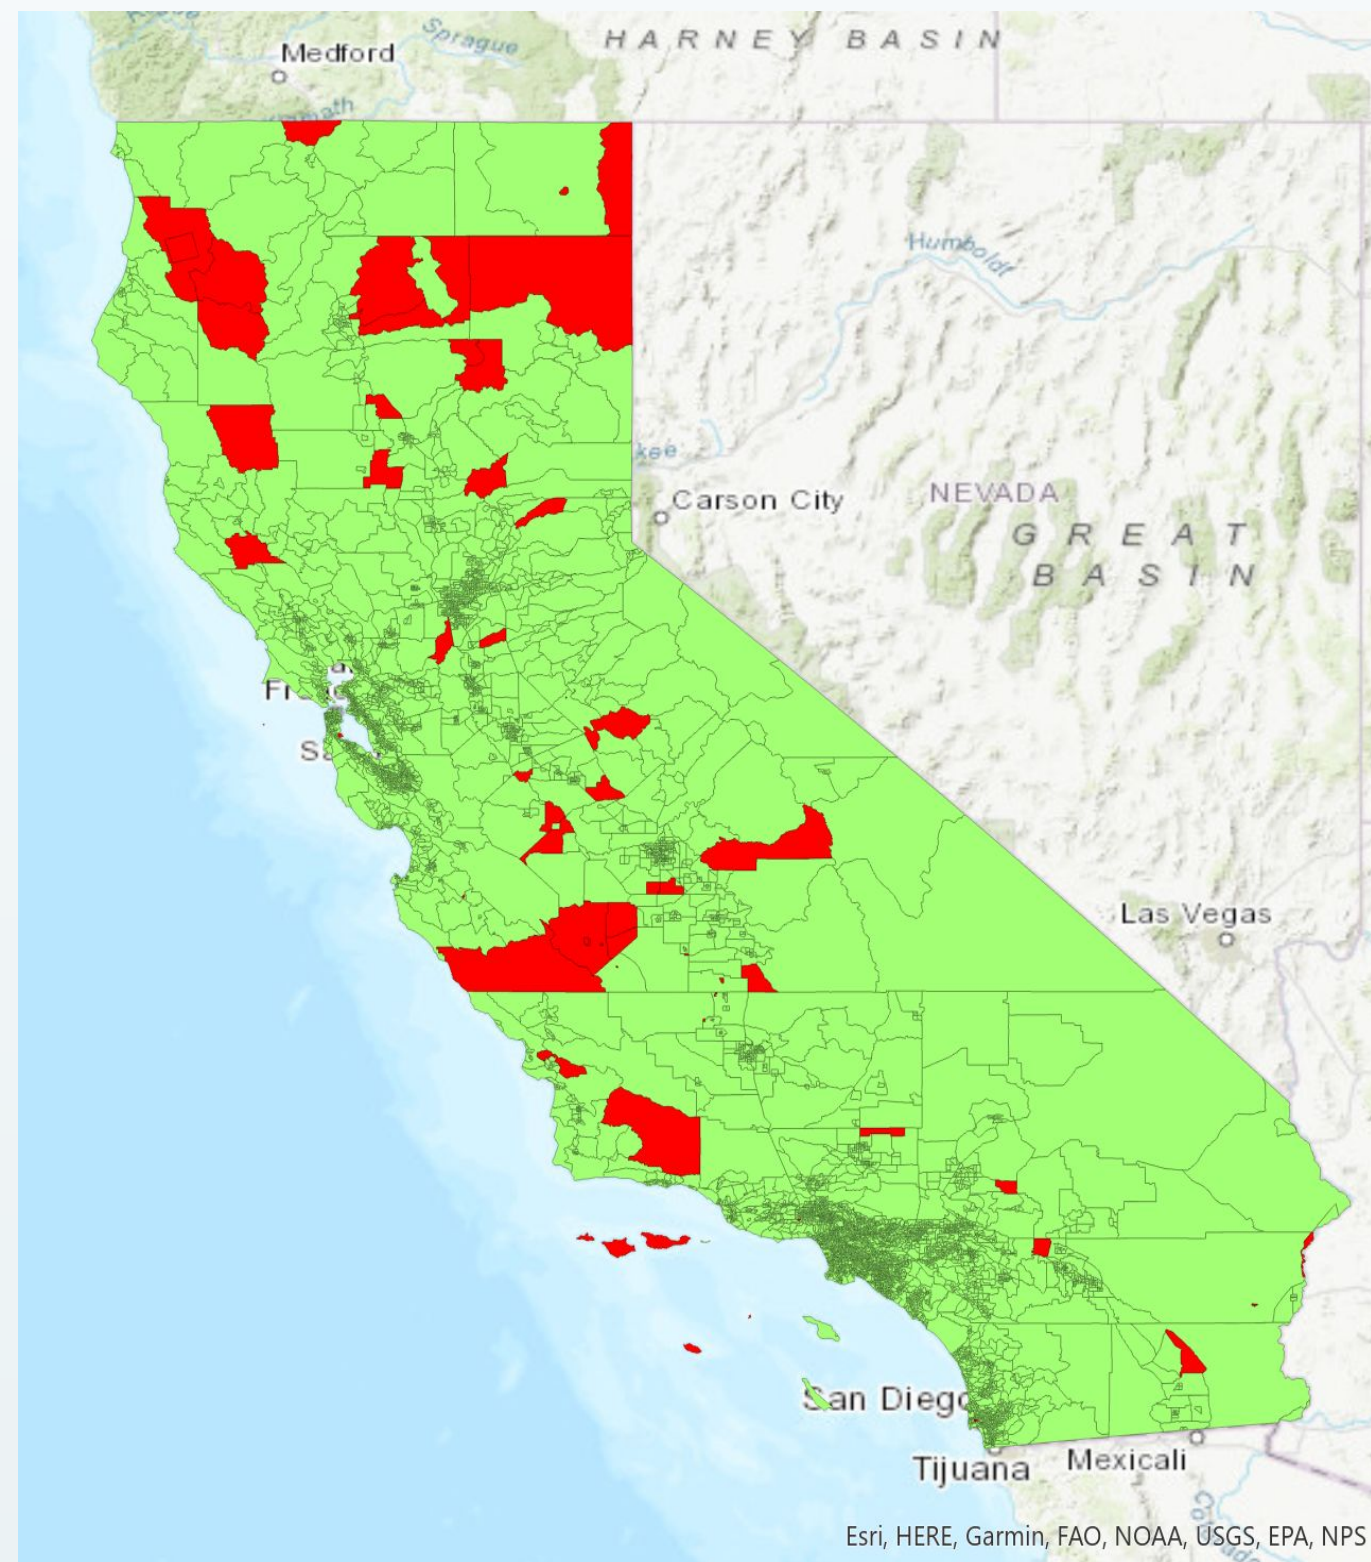 Sprague
HARNEY BASIN
Medford
Humboldt
Carson City
NEVADA
GREAT
BASIN
Las Vegas
San Diego
Tijuana
Mexicali
Esri, HERE, Garmin, FAO, NOAA, USGS, EPA, NPS